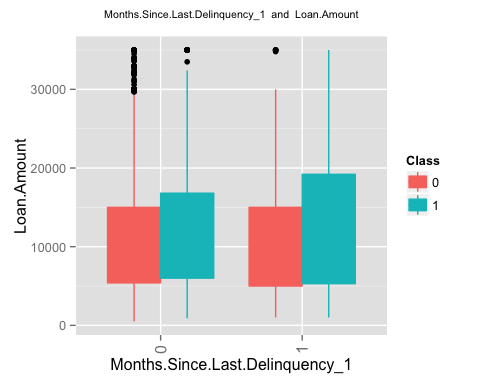 Months.Since.Last.Delinquency_1 and Loan.Amount
Loan.Amount
30000
20000
10000
0
0
1
Months.Since.Last.Delinquency_1
Class
0
1